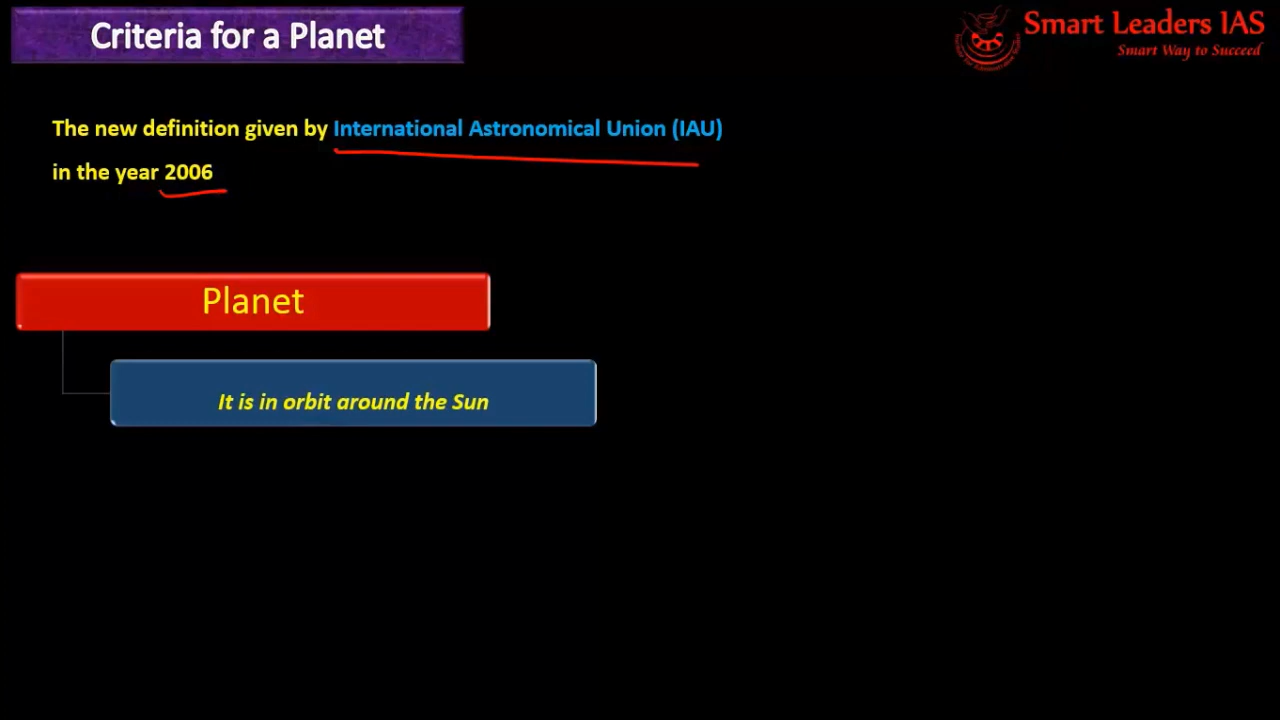 Criteria for a Planet
Smart Leaders IAS
Smart Way to Succeed
The new definition given by International Astronomical Union (IAU)
in the year 2006
Planet
It is in orbit around the Sun